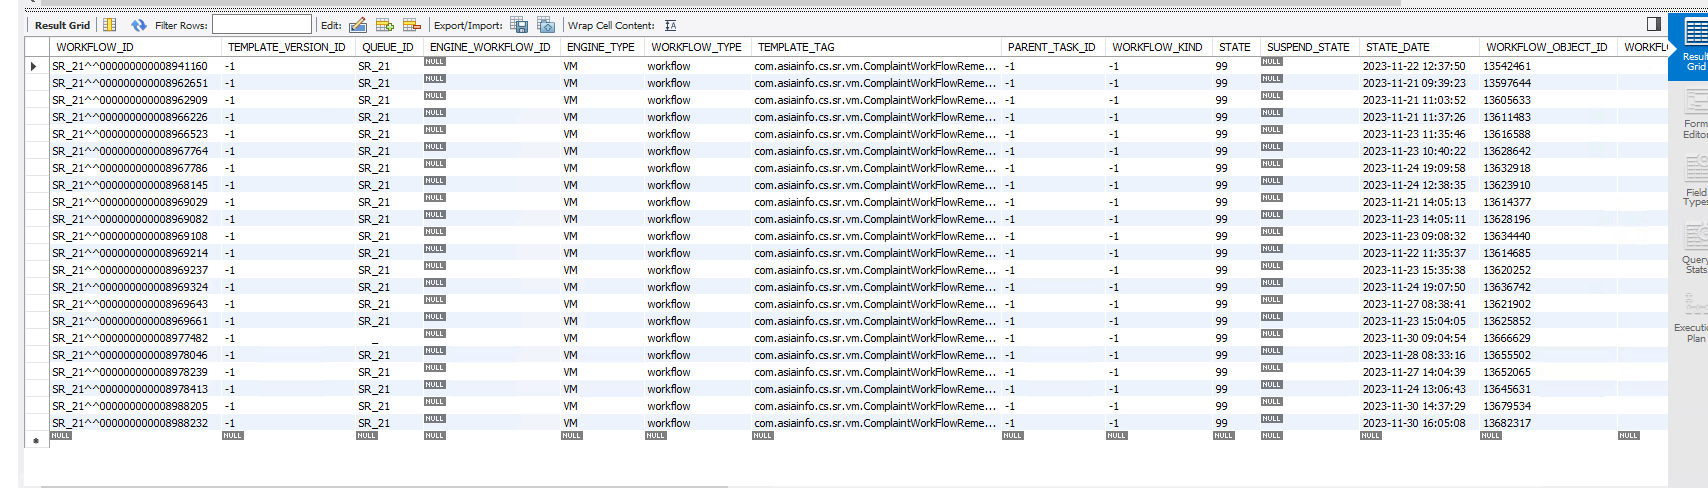 Result Grid Filter Rows: Edit: Export/Import: Wrap Cell Content: IA
WORKFLOW_ID TEMPLATE_VERSION_ID QUEUE_ID ENGINE_WORKFLOW_ID ENGINE_TYPE WORKFLOW_TYPE TEMPLATE_TAG PARENT_TASK_ID WORKFLOW_KIND STATE SUSPEND_STATE STATE_DATE WORKFLOW_OBJECT_ID WORKFL
SR_21^^000000000008941160 -1 SR_21 NULL VM workflow com.asiainfo.cs.sr.vm.ComplaintWorkFlowReme... -1 -1 99 NULL 2023-11-22 12:37:50 13542461
SR_21^^000000000008962651 -1 SR_21 NULL VM workflow com.asiainfo.cs.sr.vm.ComplaintWorkFlowReme... -1 -1 99 NULL 2023-11-21 09:39:23 13597644
SR_21^^000000000008962909 -1 SR_21 NULL VM workflow com.asiainfo.cs.sr.vm.ComplaintWorkFlowReme... -1 -1 99 NULL 2023-11-21 11:03:52 13605633
SR_21^^000000000008966226 -1 SR_21 NULL VM workflow com.asiainfo.cs.sr.vm.ComplaintWorkFlowReme... -1 -1 99 NULL 2023-11-21 11:37:26 13611483
SR_21^^000000000008966523 -1 SR_21 NULL VM workflow com.asiainfo.cs.sr.vm.ComplaintWorkFlowReme... -1 -1 99 NULL 2023-11-23 11:35:46 13616588
SR_21^^000000000008967764 -1 SR_21 NULL VM workflow com.asiainfo.cs.sr.vm.ComplaintWorkFlowReme... -1 -1 99 NULL 2023-11-23 10:40:22 13628642
SR_21^^000000000008967786 -1 SR_21 NULL VM workflow com.asiainfo.cs.sr.vm.ComplaintWorkFlowReme... -1 -1 99 NULL 2023-11-24 19:09:58 13632918
SR_21^^000000000008968145 -1 SR_21 NULL VM workflow com.asiainfo.cs.sr.vm.ComplaintWorkFlowReme... -1 -1 99 NULL 2023-11-24 12:38:35 13623910
SR_21^^000000000008969029 -1 SR_21 NULL VM workflow com.asiainfo.cs.sr.vm.ComplaintWorkFlowReme... -1 -1 99 NULL 2023-11-21 14:05:13 13614377
SR_21^^000000000008969082 -1 SR_21 NULL VM workflow com.asiainfo.cs.sr.vm.ComplaintWorkFlowReme... -1 -1 99 NULL 2023-11-23 14:05:11 13628196
SR_21^^000000000008969108 -1 SR_21 NULL VM workflow com.asiainfo.cs.sr.vm.ComplaintWorkFlowReme... -1 -1 99 NULL 2023-11-23 09:08:32 13634440
SR_21^^000000000008969214 -1 SR_21 NULL VM workflow com.asiainfo.cs.sr.vm.ComplaintWorkFlowReme... -1 -1 99 NULL 2023-11-22 11:35:37 13614685
SR_21^^000000000008969237 -1 SR_21 NULL VM workflow com.asiainfo.cs.sr.vm.ComplaintWorkFlowReme... -1 -1 99 NULL 2023-11-23 15:35:38 13620252
SR_21^^000000000008969324 -1 SR_21 NULL VM workflow com.asiainfo.cs.sr.vm.ComplaintWorkFlowReme... -1 -1 99 NULL 2023-11-24 19:07:50 13636742
SR_21^^000000000008969643 -1 SR_21 NULL VM workflow com.asiainfo.cs.sr.vm.ComplaintWorkFlowReme... -1 -1 99 NULL 2023-11-27 08:38:41 13621902
SR_21^^000000000008969661 -1 SR_21 NULL VM workflow com.asiainfo.cs.sr.vm.ComplaintWorkFlowReme... -1 -1 99 NULL 2023-11-23 15:04:05 13625852
SR_21^^000000000008977482 -1 _ NULL VM workflow com.asiainfo.cs.sr.vm.ComplaintWorkFlowReme... -1 -1 99 NULL 2023-11-30 09:04:54 13666629
SR_21^^000000000008978046 -1 SR_21 NULL VM workflow com.asiainfo.cs.sr.vm.ComplaintWorkFlowReme... -1 -1 99 NULL 2023-11-28 08:33:16 13655502
SR_21^^000000000008978239 -1 SR_21 NULL VM workflow com.asiainfo.cs.sr.vm.ComplaintWorkFlowReme... -1 -1 99 NULL 2023-11-27 14:04:39 13652065
SR_21^^000000000008978413 -1 SR_21 NULL VM workflow com.asiainfo.cs.sr.vm.ComplaintWorkFlowReme... -1 -1 99 NULL 2023-11-24 13:06:43 13645631
SR_21^^000000000008988205 -1 SR_21 NULL VM workflow com.asiainfo.cs.sr.vm.ComplaintWorkFlowReme... -1 -1 99 NULL 2023-11-30 14:37:29 13679534
SR_21^^000000000008988232 -1 SR_21 NULL VM workflow com.asiainfo.cs.sr.vm.ComplaintWorkFlowReme... -1 -1 99 NULL 2023-11-30 16:05:08 13682317
NULL NULL NULL NULL NULL NULL NULL NULL NULL NULL NULL NULL NULL NULL
Result
Grid
Form
Editor
Field
Types
Query
Stats
Executio
Plan